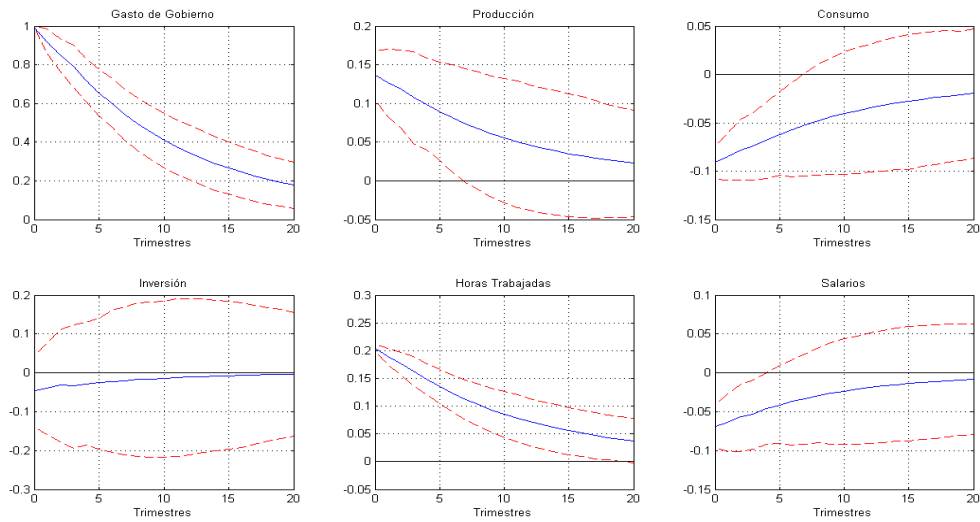 Gasto de Gobierno
1
0.8
0.6
0.4
0.2
0
0 5 10 15 20
Trimestres
Producción
0.2
0.15
0.1
0.05
0
-0.05
0 5 10 15 20
Trimestres
Consumo
0.05
0
-0.05
-0.1
-0.15
0 5 10 15 20
Trimestres
Inversión
0.2
0.1
0
-0.1
-0.2
-0.3
0 5 10 15 20
Trimestres
Horas Trabajadas
0.3
0.25
0.2
0.15
0.1
0.05
0
-0.05
0 5 10 15 20
Trimestres
Salarios
0.1
0.05
0
-0.05
-0.1
-0.15
0 5 10 15 20
Trimestres